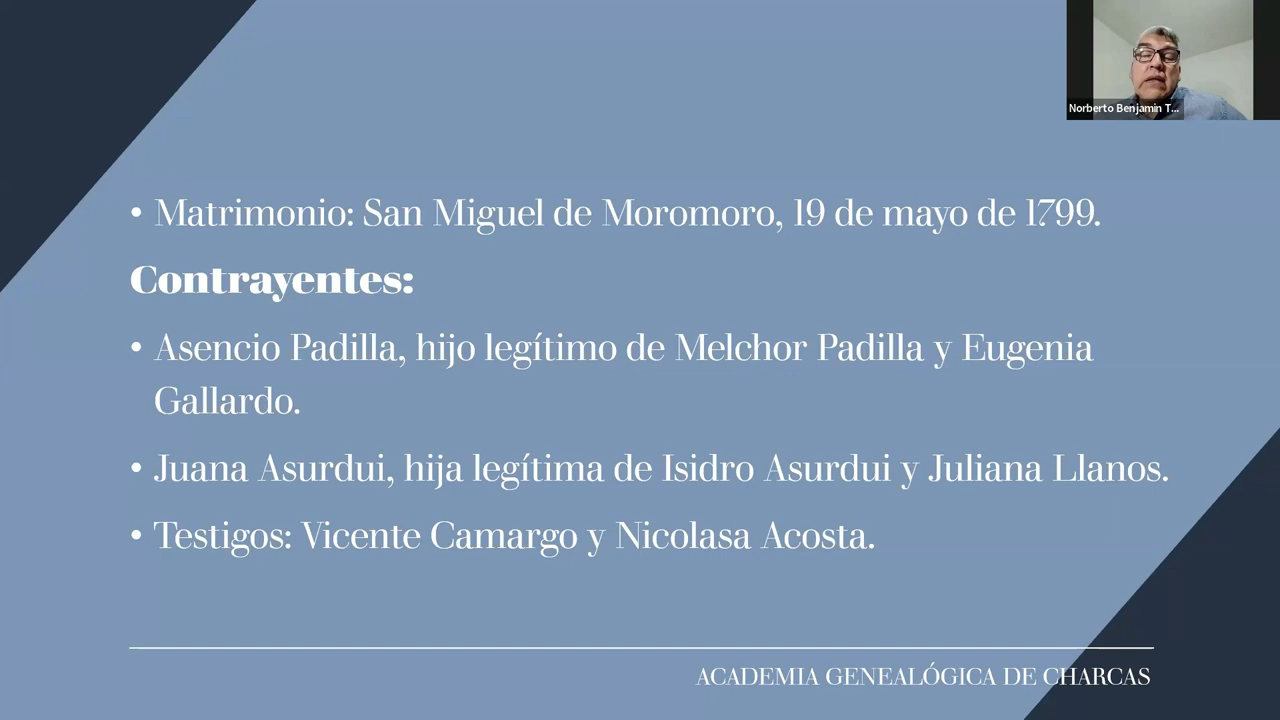 Norberto Benjamin T...
• Matrimonio: San Miguel de Moromoro, 19 de mayo de 1799.
Contrayentes:
• Asencio Padilla, hijo legítimo de Melchor Padilla y Eugenia
Gallardo.
• Juana Asurdui, hija legítima de Isidro Asurdui y Juliana Llanos.
• Testigos: Vicente Camargo y Nicolasa Acosta.
ACADEMIA GENEALÓGICA DE CHARCAS